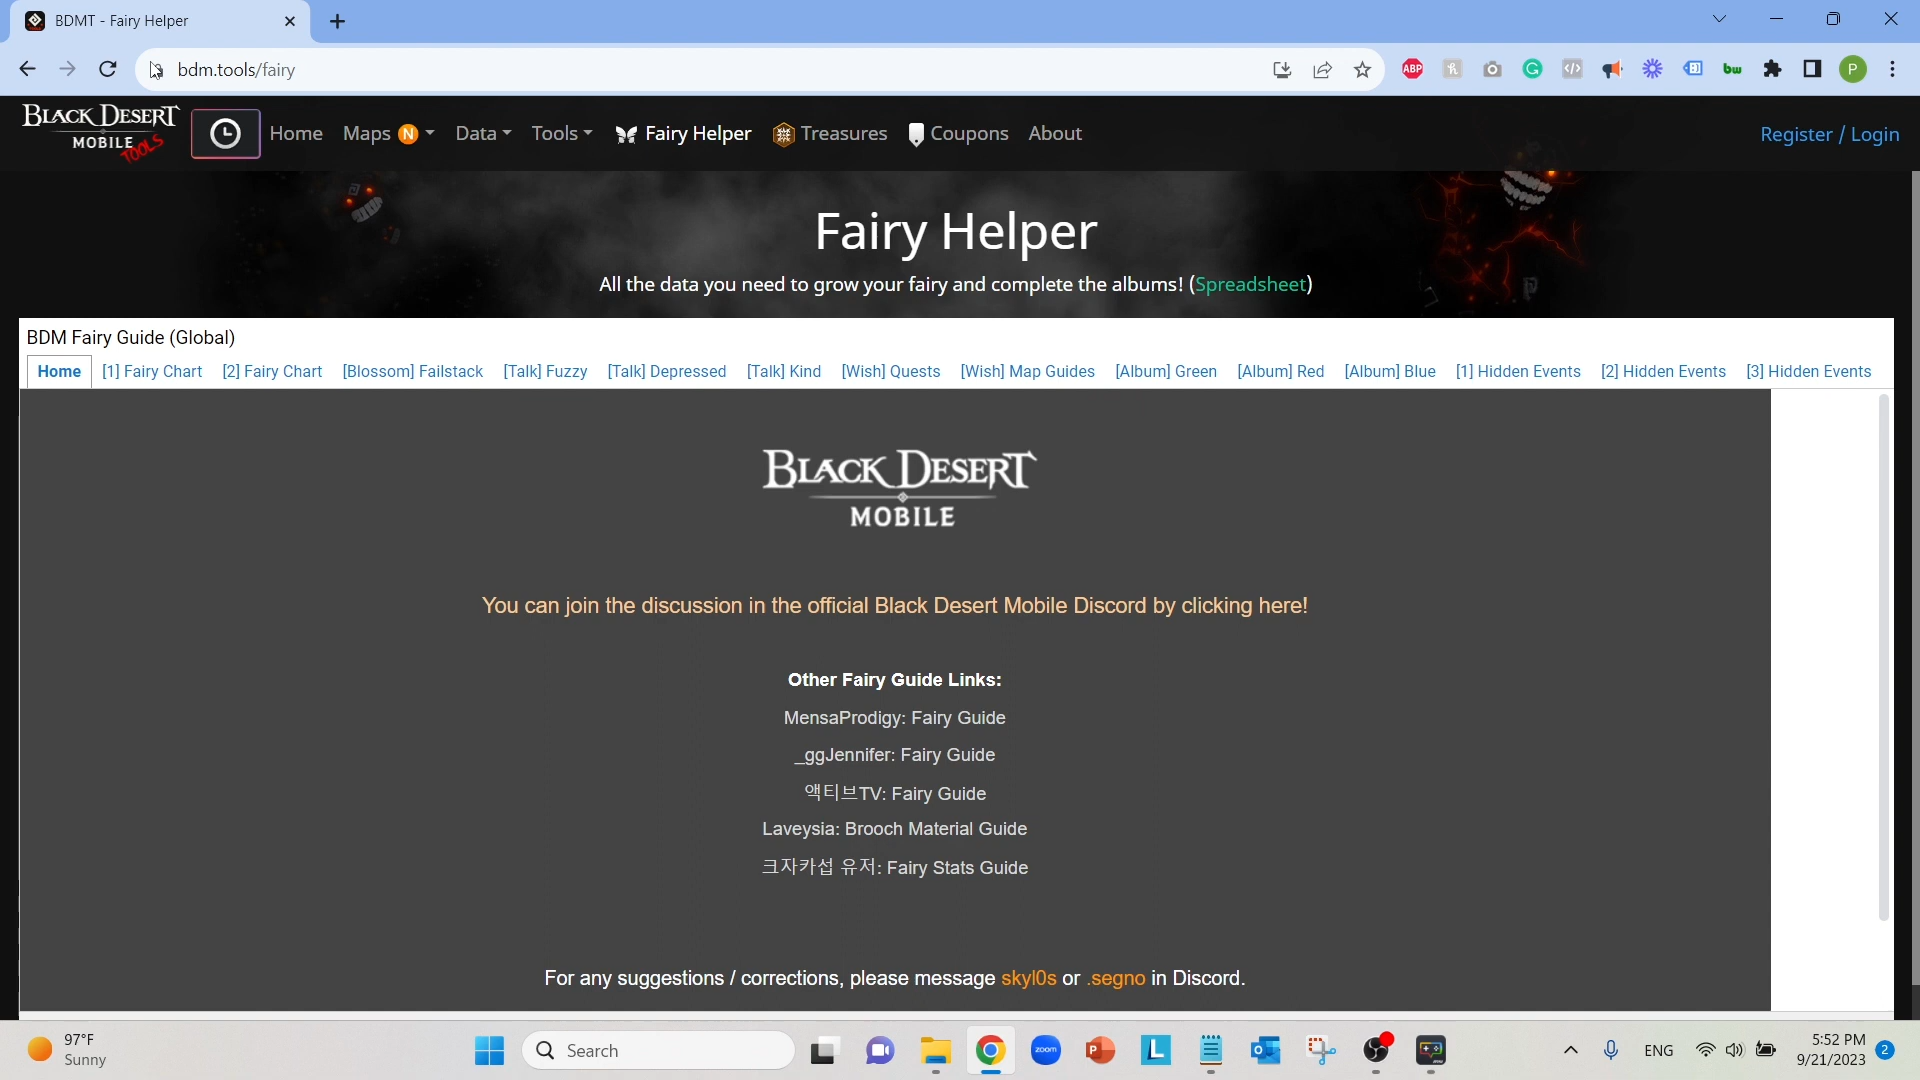 BDMT - Fairy Helper
bdm.tools/fairy
ABP
bw
P
BLACK DESERT
MOBILE
TOOLS
Home
Maps N
Data
Tools
Fairy Helper
Treasures
Coupons
About
Register / Login
Fairy Helper
All the data you need to grow your fairy and complete the albums! (Spreadsheet)
BDM Fairy Guide (Global)
Home
[1] Fairy Chart
[2] Fairy Chart
[Blossom] Failstack
[Talk] Fuzzy
[Talk] Depressed
[Talk] Kind
[Wish] Quests
[Wish] Map Guides
[Album] Green
[Album] Red
[Album] Blue
[1] Hidden Events
[2] Hidden Events
[3] Hidden Events
BLACK DESERT
MOBILE
You can join the discussion in the official Black Desert Mobile Discord by clicking here!
Other Fairy Guide Links:
MensaProdigy: Fairy Guide
_ggJennifer: Fairy Guide
액티브TV: Fairy Guide
Laveysia: Brooch Material Guide
크자카섭 유저: Fairy Stats Guide
For any suggestions / corrections, please message skyl0s or .segno in Discord.
97°F
Sunny
Search
zoom
P
L
ENG
5:52 PM
9/21/2023
2